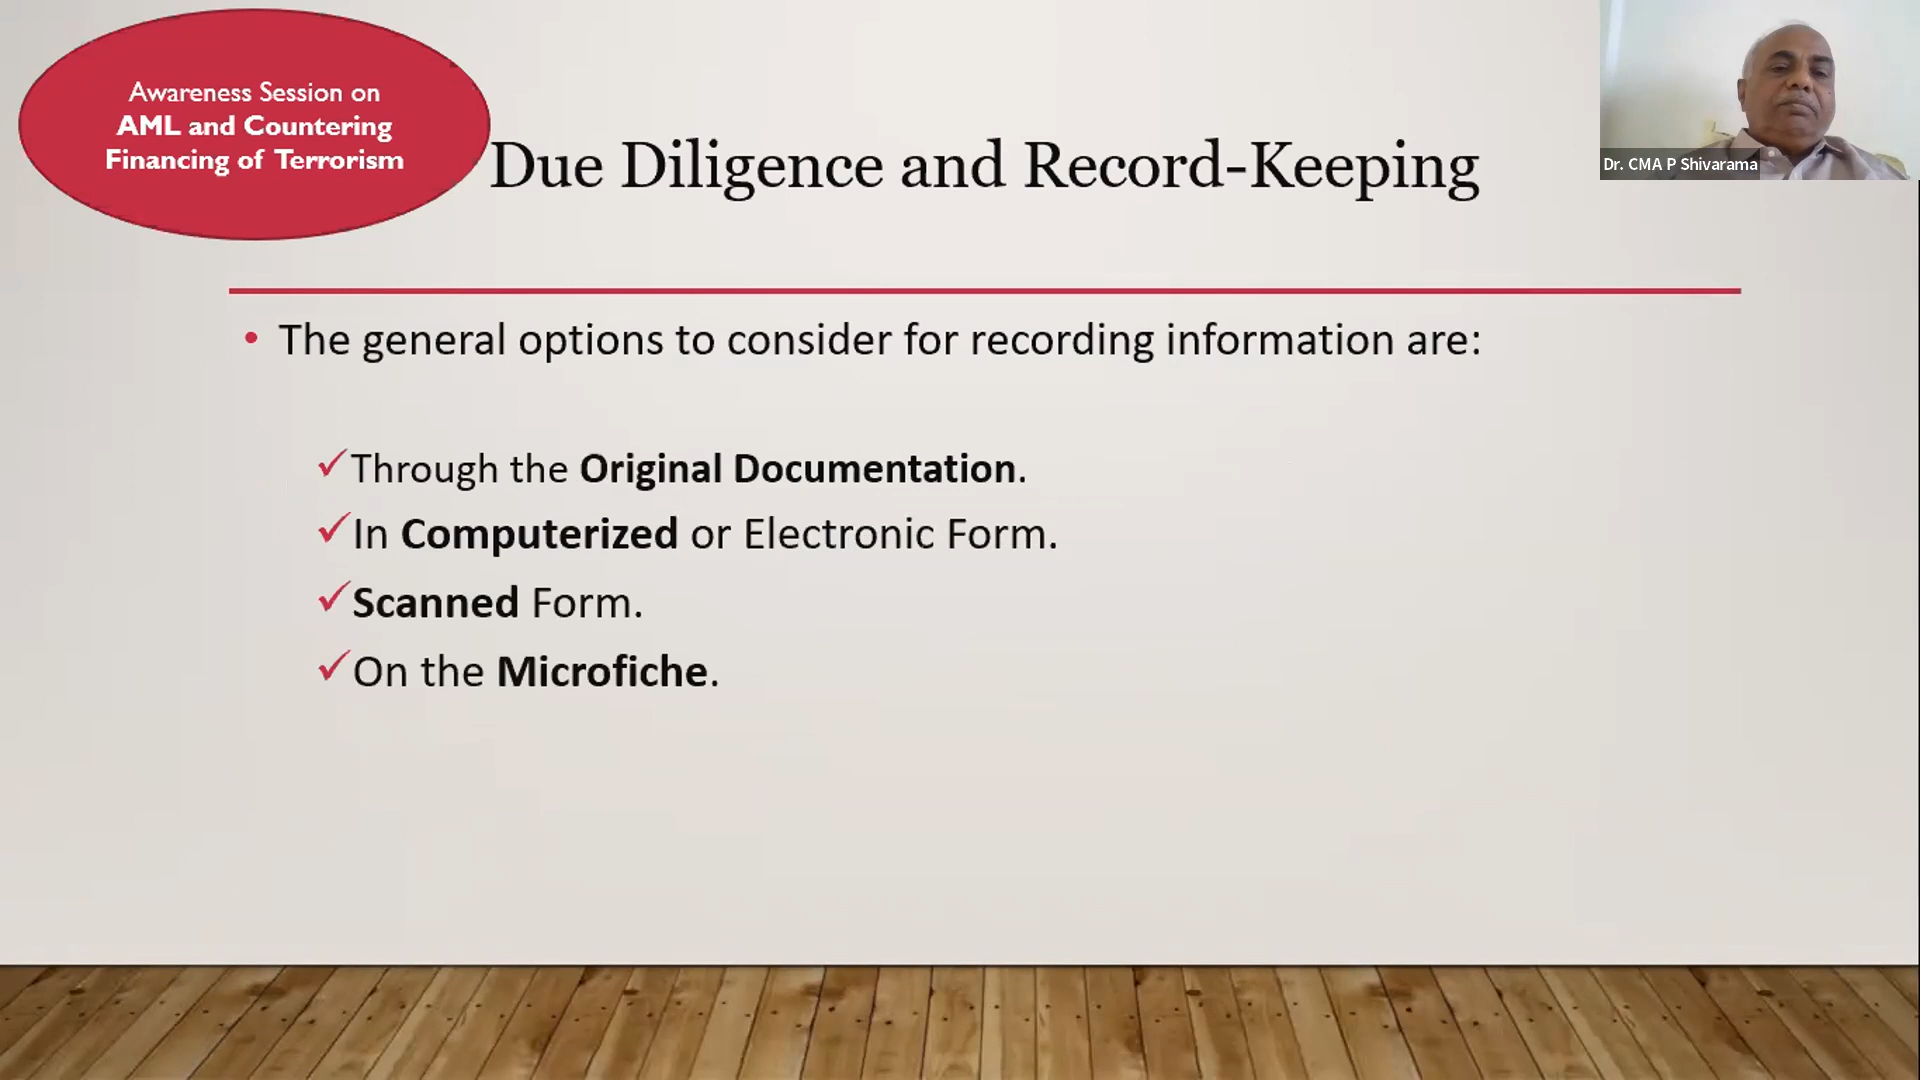 Awareness Session on
AML and Countering
Financing of Terrorism
Due Diligence and Record-Keeping
Dr. CMA P Shivarama
• The general options to consider for recording information are:
✓Through the Original Documentation.
✓In Computerized or Electronic Form.
✓Scanned Form.
✓On the Microfiche.